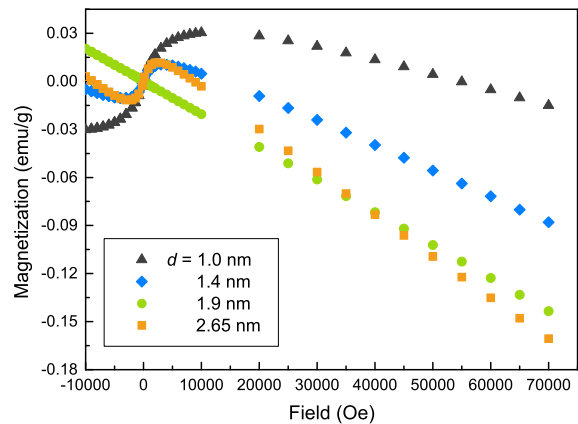 0.03
0.00
-0.03
-0.06
-0.09
-0.12
-0.15
-0.18
Magnetization (emu/g)
d = 1.0 nm
1.4 nm
1.9 nm
2.65 nm
-10000 0 10000 20000 30000 40000 50000 60000 70000
Field (Oe)